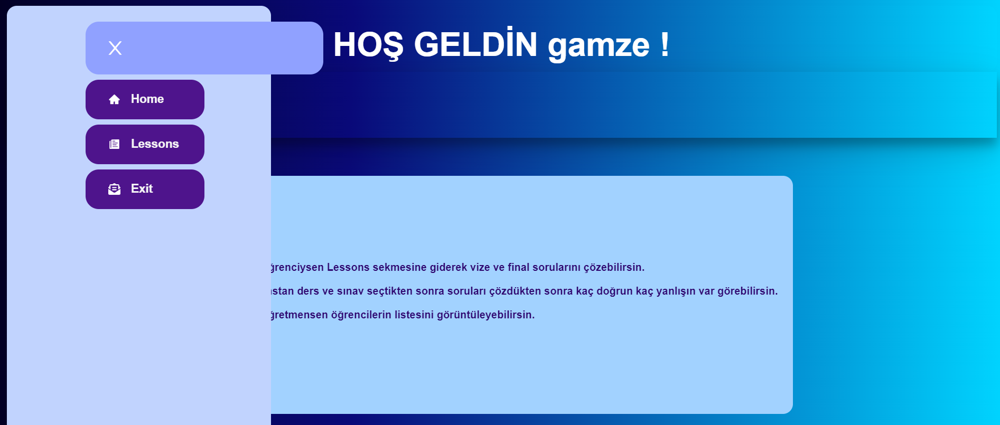 X
HOŞ GELDİN gamze !
Home
Lessons
Exit
ğrenciysen Lessons sekmesine giderek vize ve final sorularını çözebilirsin.
ders ve sınav seçtikten sonra soruları çözdükten sonra kaç doğrun kaç yanlışın var görebilirsin.
ğretmensen öğrencilerin listesini görüntüleyebilirsin.